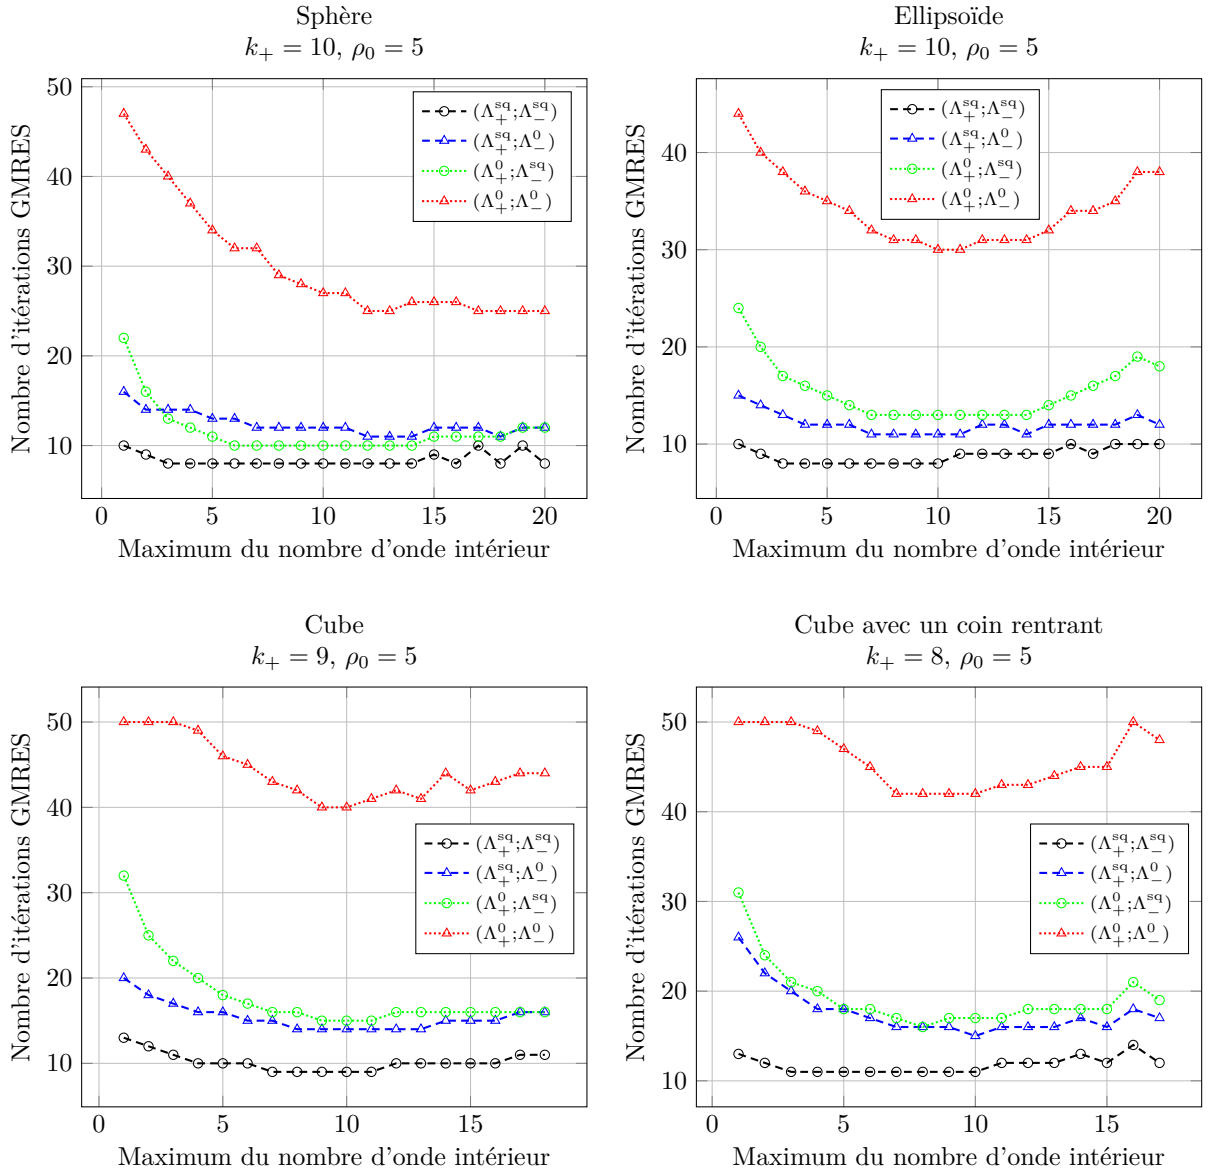 Sphère
k₊ = 10, ρ₀ = 5
50
40
30
20
10
0
5
10
15
20
Nombre d'itérations GMRES
Maximum du nombre d'onde intérieur
(Λ₊^sq;Λ₋^sq)
(Λ₊^sq;Λ₋^0)
(Λ₊^0;Λ₋^sq)
(Λ₊^0;Λ₋^0)
Ellipsoïde
k₊ = 10, ρ₀ = 5
40
30
20
10
0
5
10
15
20
Nombre d'itérations GMRES
Maximum du nombre d'onde intérieur
(Λ₊^sq;Λ₋^sq)
(Λ₊^sq;Λ₋^0)
(Λ₊^0;Λ₋^sq)
(Λ₊^0;Λ₋^0)
Cube
k₊ = 9, ρ₀ = 5
50
40
30
20
10
0
5
10
15
Nombre d'itérations GMRES
Maximum du nombre d'onde intérieur
(Λ₊^sq;Λ₋^sq)
(Λ₊^sq;Λ₋^0)
(Λ₊^0;Λ₋^sq)
(Λ₊^0;Λ₋^0)
Cube avec un coin rentrant
k₊ = 8, ρ₀ = 5
50
40
30
20
10
0
5
10
15
Nombre d'itérations GMRES
Maximum du nombre d'onde intérieur
(Λ₊^sq;Λ₋^sq)
(Λ₊^sq;Λ₋^0)
(Λ₊^0;Λ₋^sq)
(Λ₊^0;Λ₋^0)